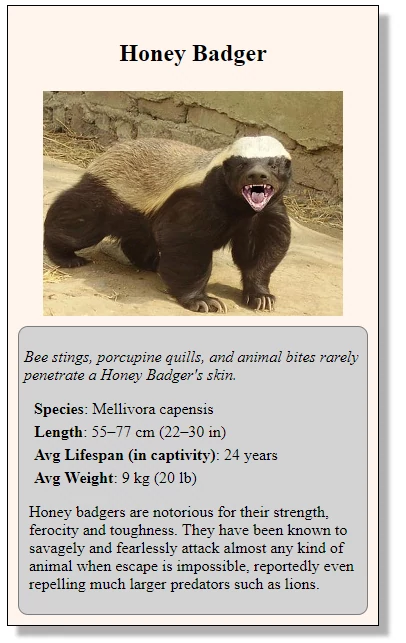 Honey Badger
Bee stings, porcupine quills, and animal bites rarely
penetrate a Honey Badger's skin.
Species: Mellivora capensis
Length: 55–77 cm (22–30 in)
Avg Lifespan (in captivity): 24 years
Avg Weight: 9 kg (20 lb)
Honey badgers are notorious for their strength,
ferocity and toughness. They have been known to
savagely and fearlessly attack almost any kind of
animal when escape is impossible, reportedly even
repelling much larger predators such as lions.